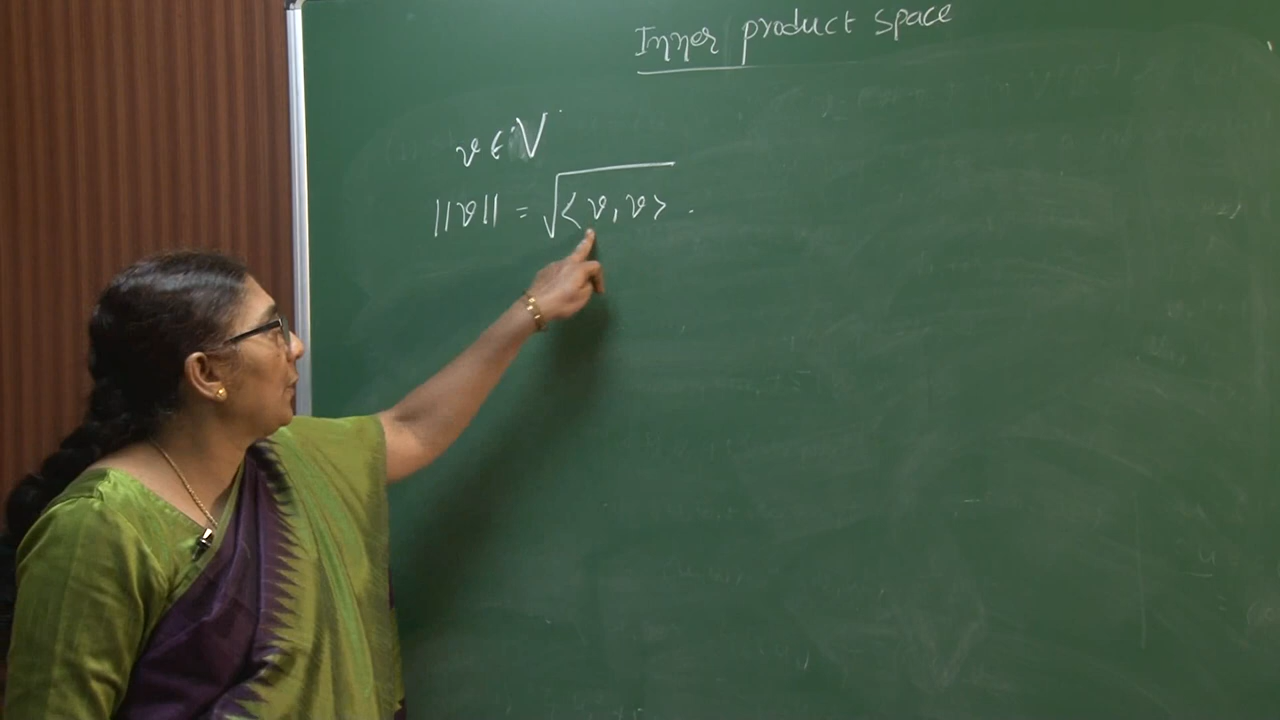 Inner product space
v ∈ V
||v|| = √<v, v> .